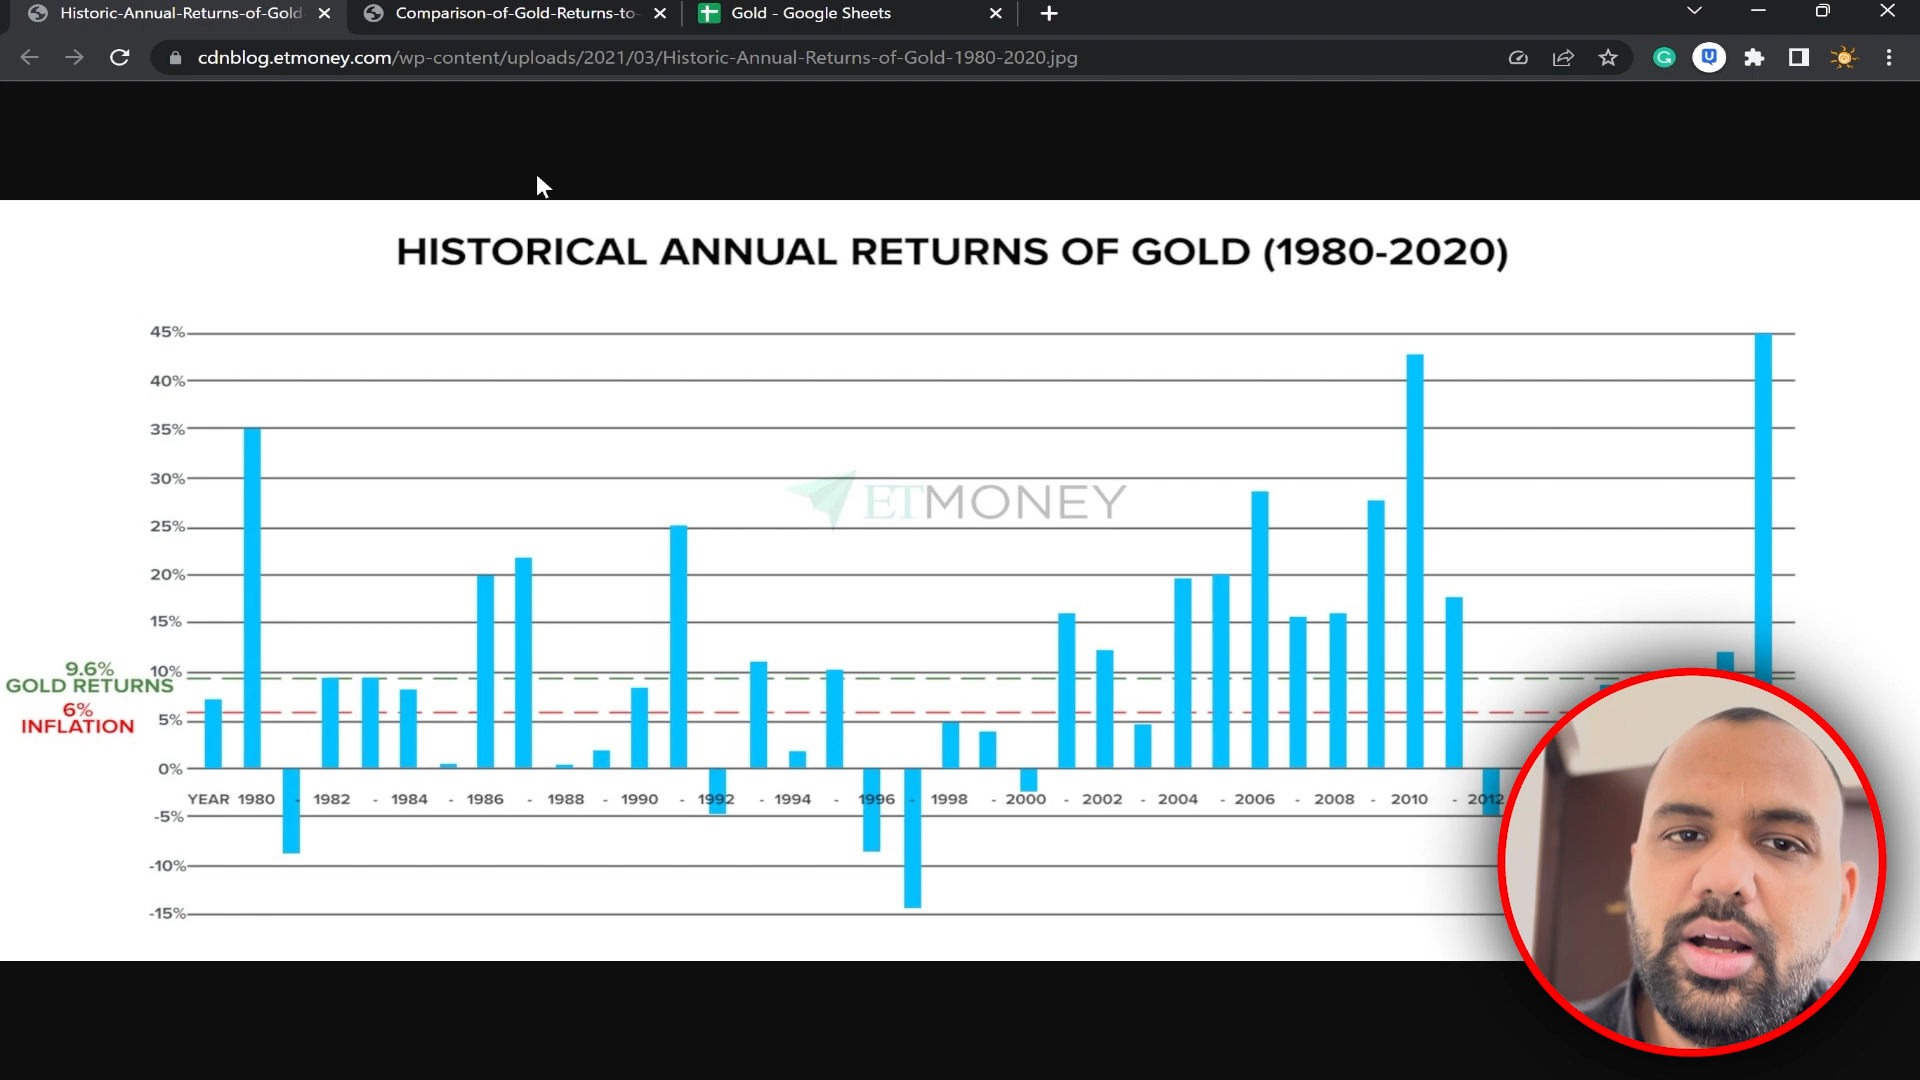 Historic-Annual-Returns-of-Gold
Comparison-of-Gold-Returns-to-
Gold - Google Sheets
cdnblog.etmoney.com/wp-content/uploads/2021/03/Historic-Annual-Returns-of-Gold-1980-2020.jpg
HISTORICAL ANNUAL RETURNS OF GOLD (1980-2020)
45%
40%
35%
30%
ETMONEY
25%
20%
15%
10%
9.6%
GOLD RETURNS
6%
INFLATION
5%
0%
YEAR 1980 - 1982 - 1984 - 1986 - 1988 - 1990 - 1992 - 1994 - 1996 - 1998 - 2000 - 2002 - 2004 - 2006 - 2008 - 2010 - 2012
-5%
-10%
-15%